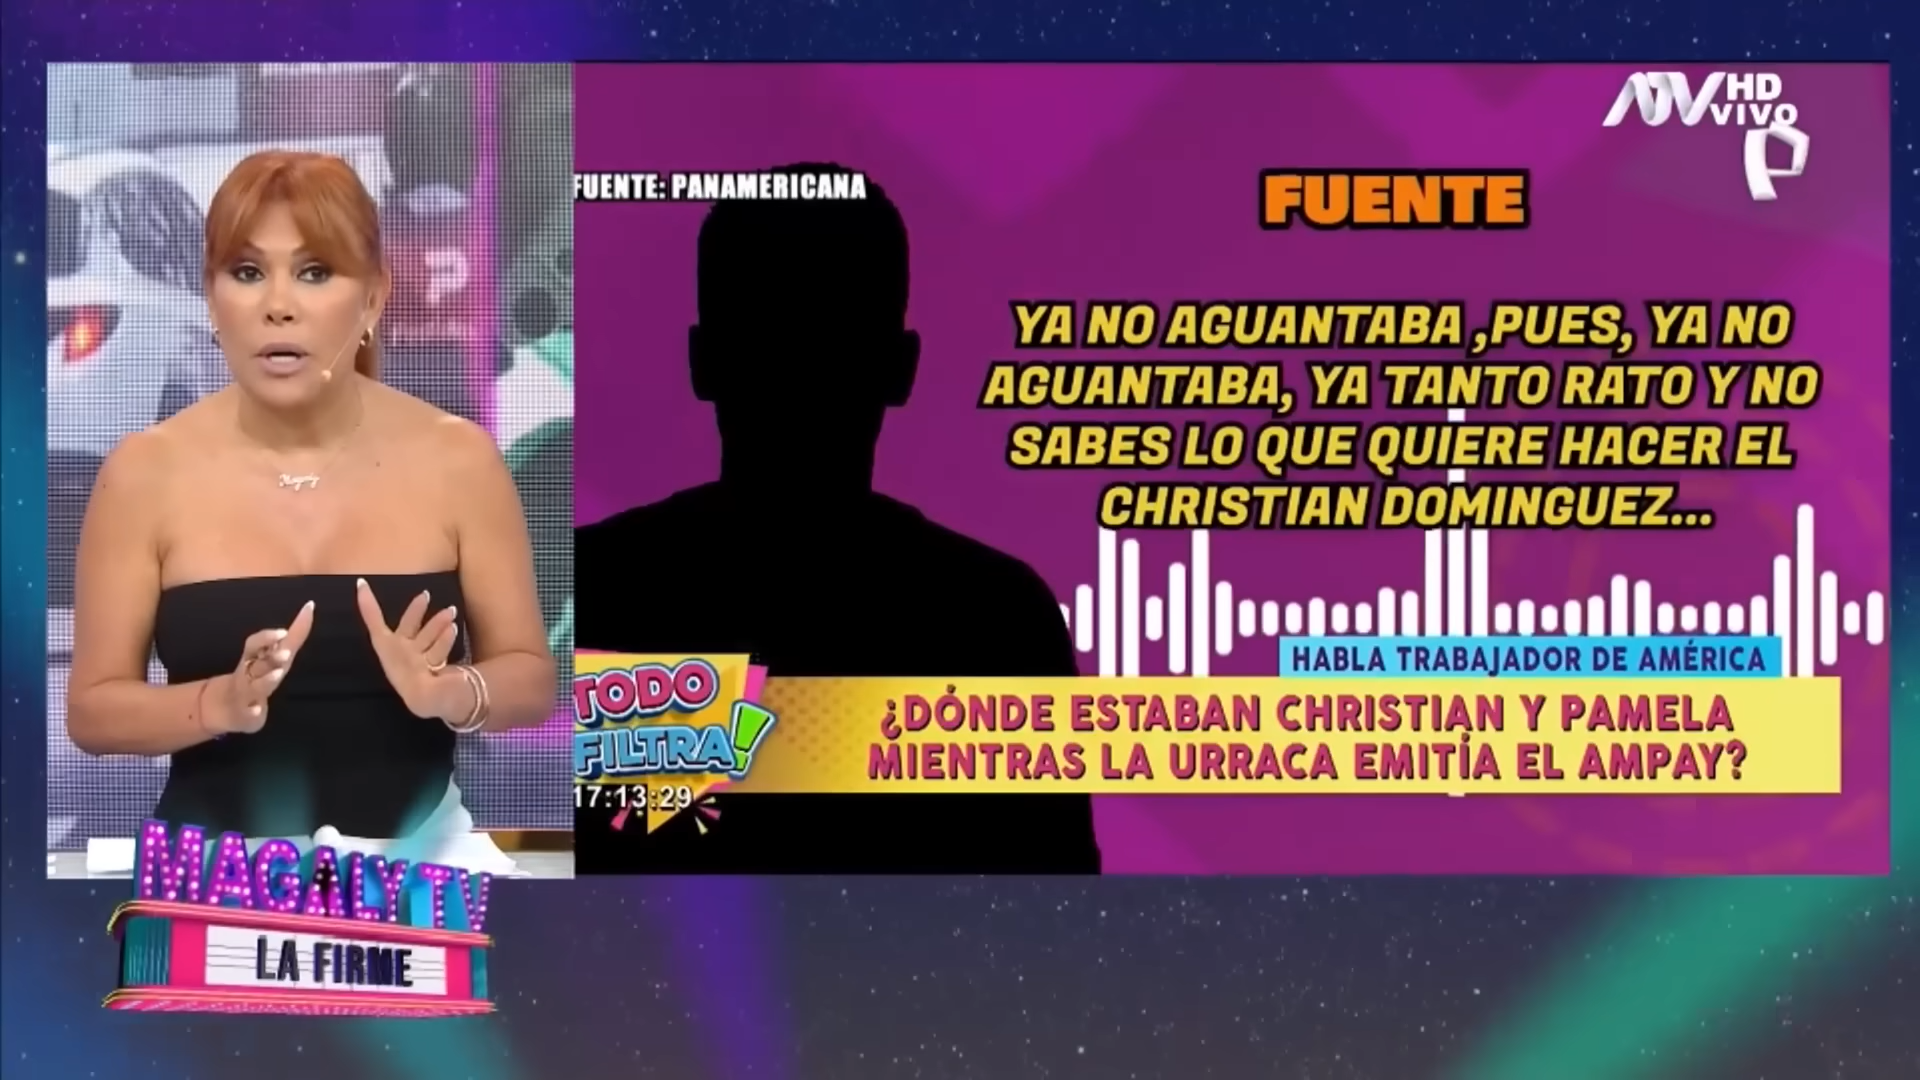 ATV HD
VIVO
P
FUENTE: PANAMERICANA
FUENTE
YA NO AGUANTABA ,PUES, YA NO
AGUANTABA, YA TANTO RATO Y NO
SABES LO QUE QUIERE HACER EL
CHRISTIAN DOMINGUEZ...
Magaly
HABLA TRABAJADOR DE AMÉRICA
TODO
FILTRA!
¿DÓNDE ESTABAN CHRISTIAN Y PAMELA
MIENTRAS LA URRACA EMITÍA EL AMPAY?
17:13:29
MAGALY TV
LA FIRME